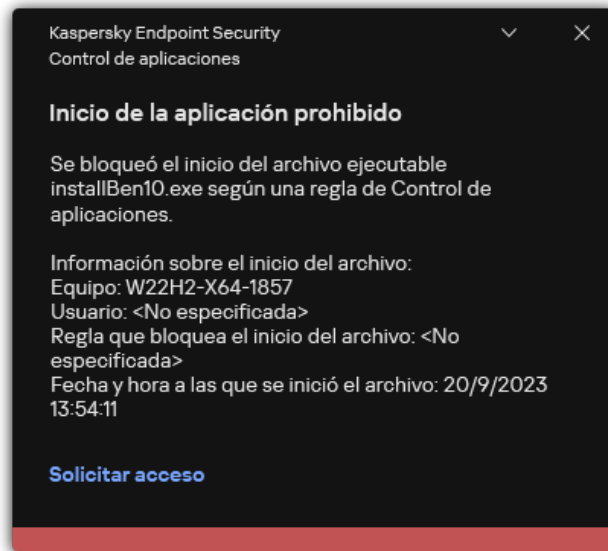 Kaspersky Endpoint Security
Control de aplicaciones
Inicio de la aplicación prohibido
Se bloqueó el inicio del archivo ejecutable
installBen10.exe según una regla de Control de
aplicaciones.
Información sobre el inicio del archivo:
Equipo: W22H2-X64-1857
Usuario: <No especificada>
Regla que bloquea el inicio del archivo: <No
especificada>
Fecha y hora a las que se inició el archivo: 20/9/2023
13:54:11
Solicitar acceso